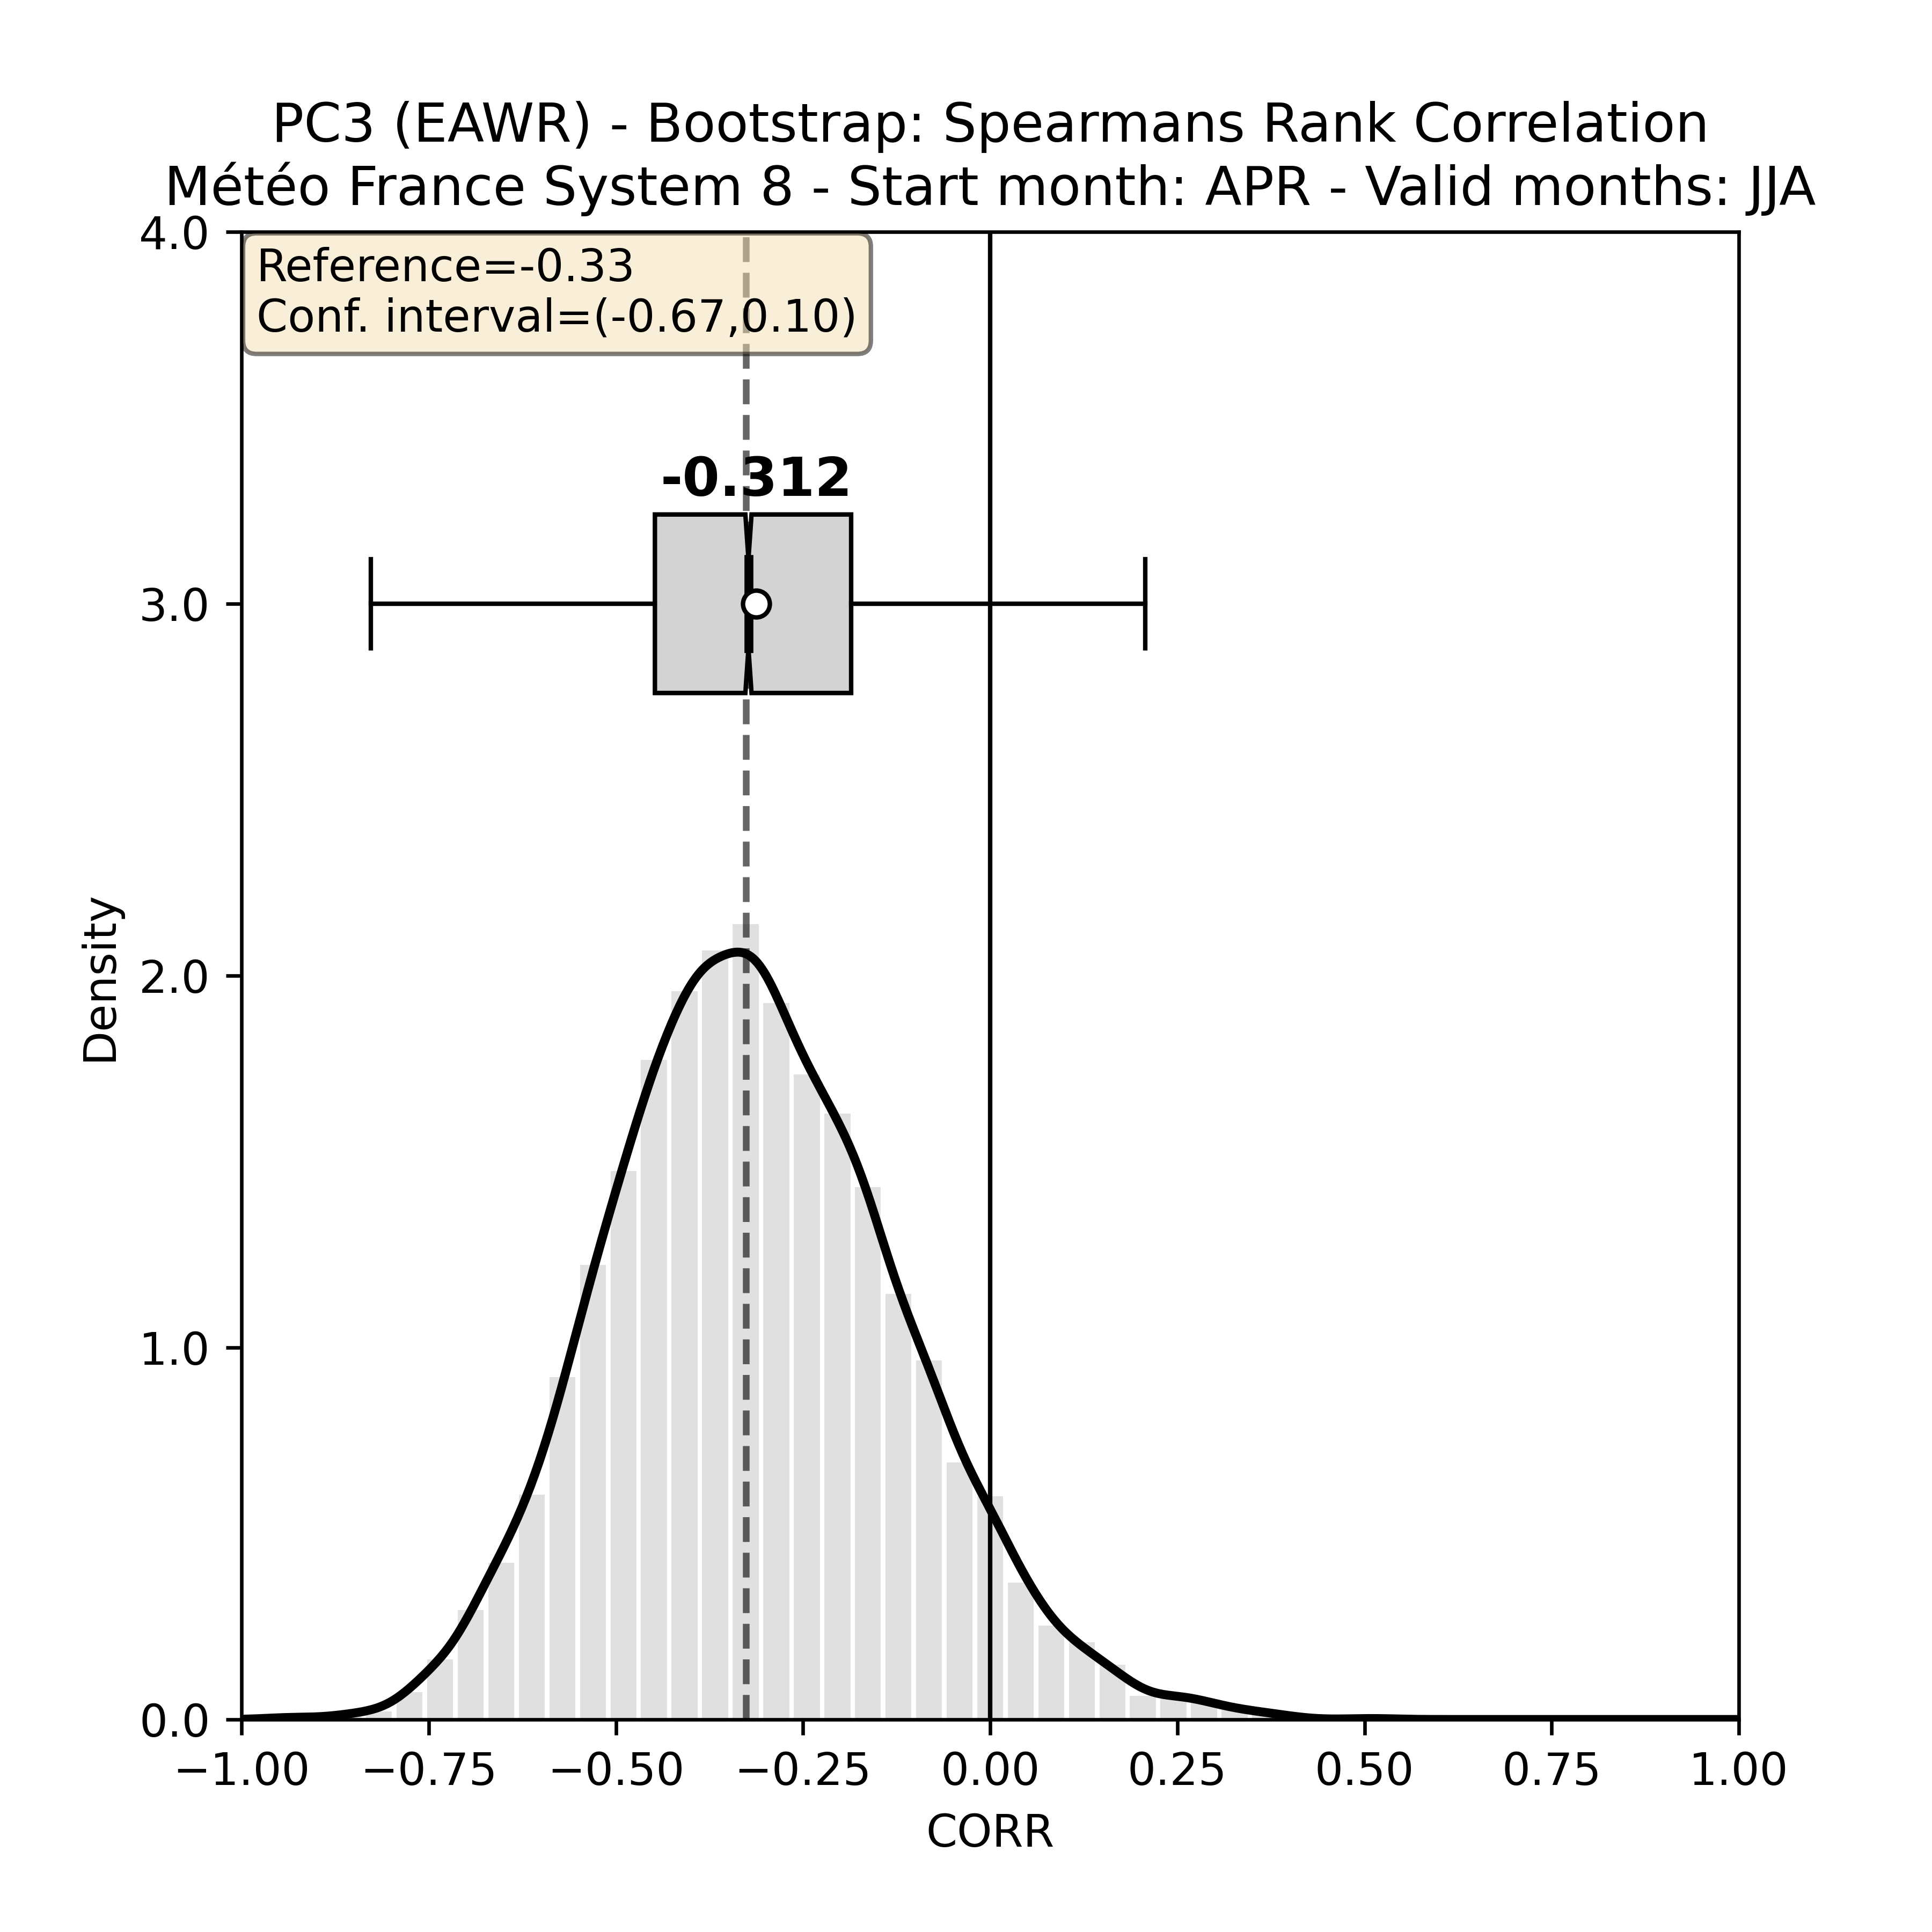 PC3 (EAWR) - Bootstrap: Spearmans Rank Correlation
Météo France System 8 - Start month: APR - Valid months: JJA
4.0
Reference=-0.33
Conf. interval=(-0.67,0.10)
-0.312
3.0
2.0
1.0
0.0
Density
−1.00 −0.75 −0.50 −0.25 0.00 0.25 0.50 0.75 1.00
CORR